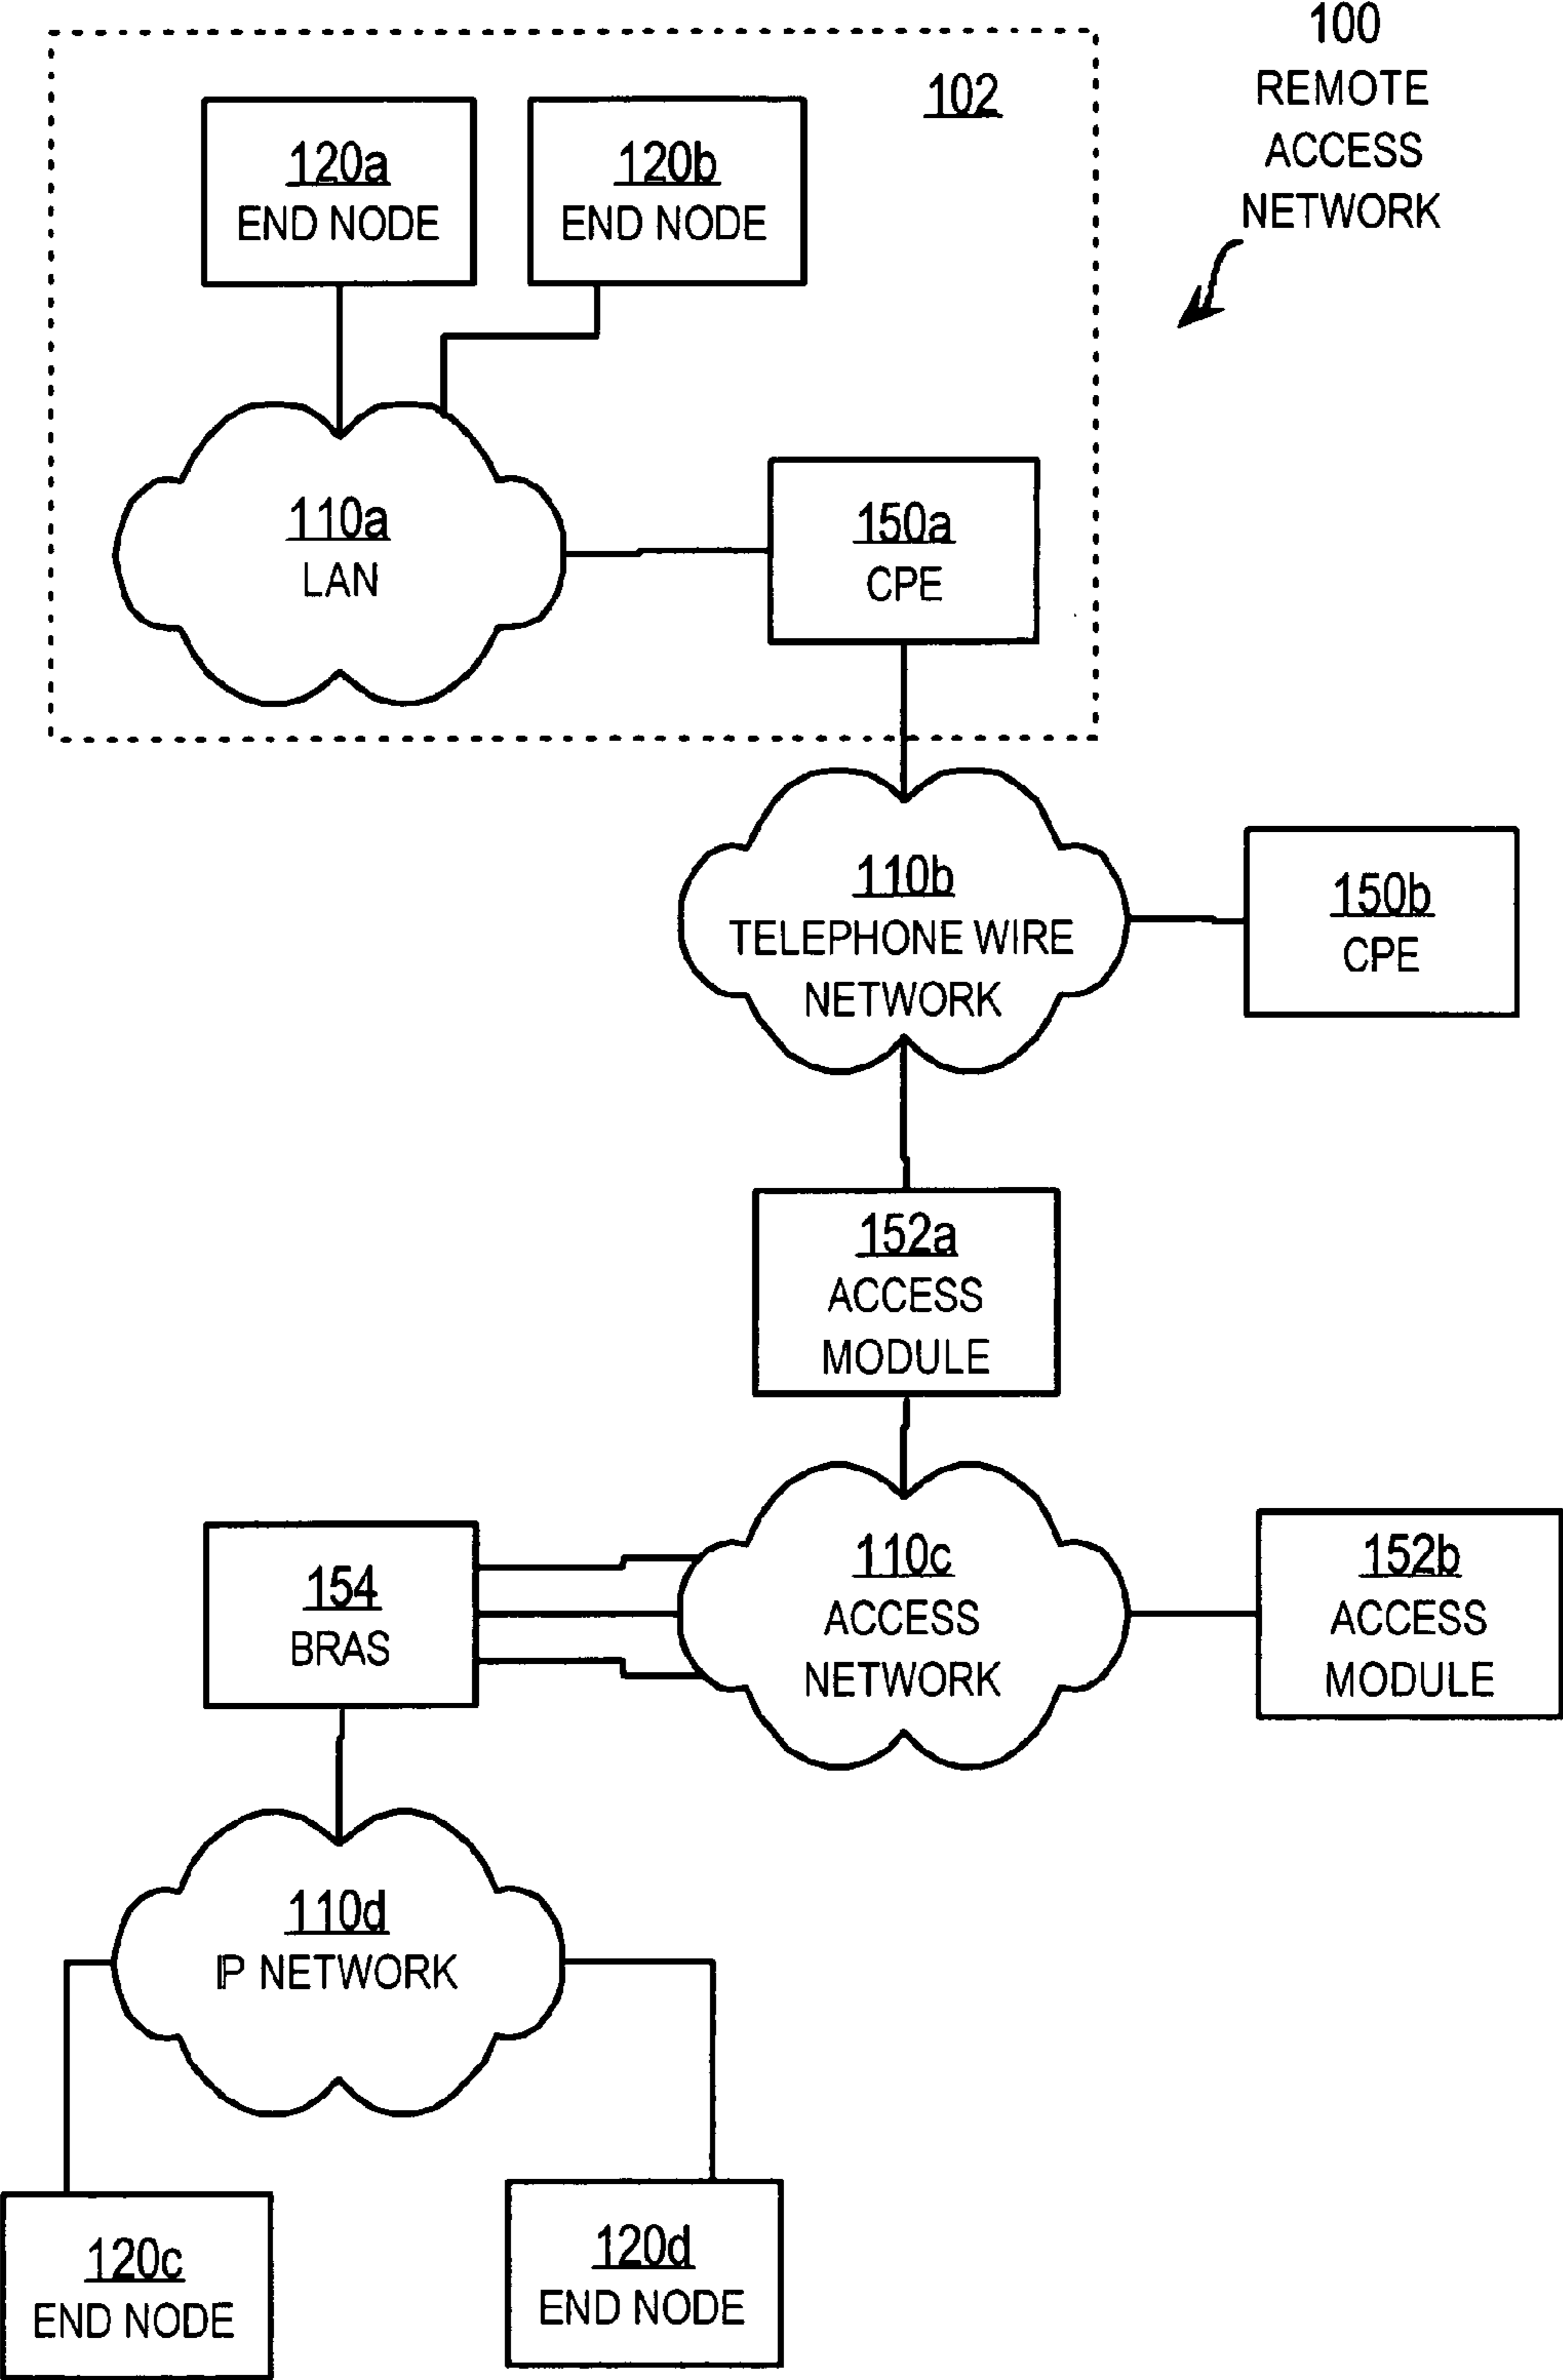 100
REMOTE
ACCESS
NETWORK
102
120a
END NODE
120b
END NODE
110a
LAN
150a
CPE
110b
TELEPHONE WIRE
NETWORK
150b
CPE
152a
ACCESS
MODULE
154
BRAS
110c
ACCESS
NETWORK
152b
ACCESS
MODULE
110d
IP NETWORK
120c
END NODE
120d
END NODE